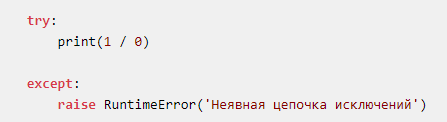 try:
    print(1 / 0)
except:
    raise RuntimeError('Неявная цепочка исключений')